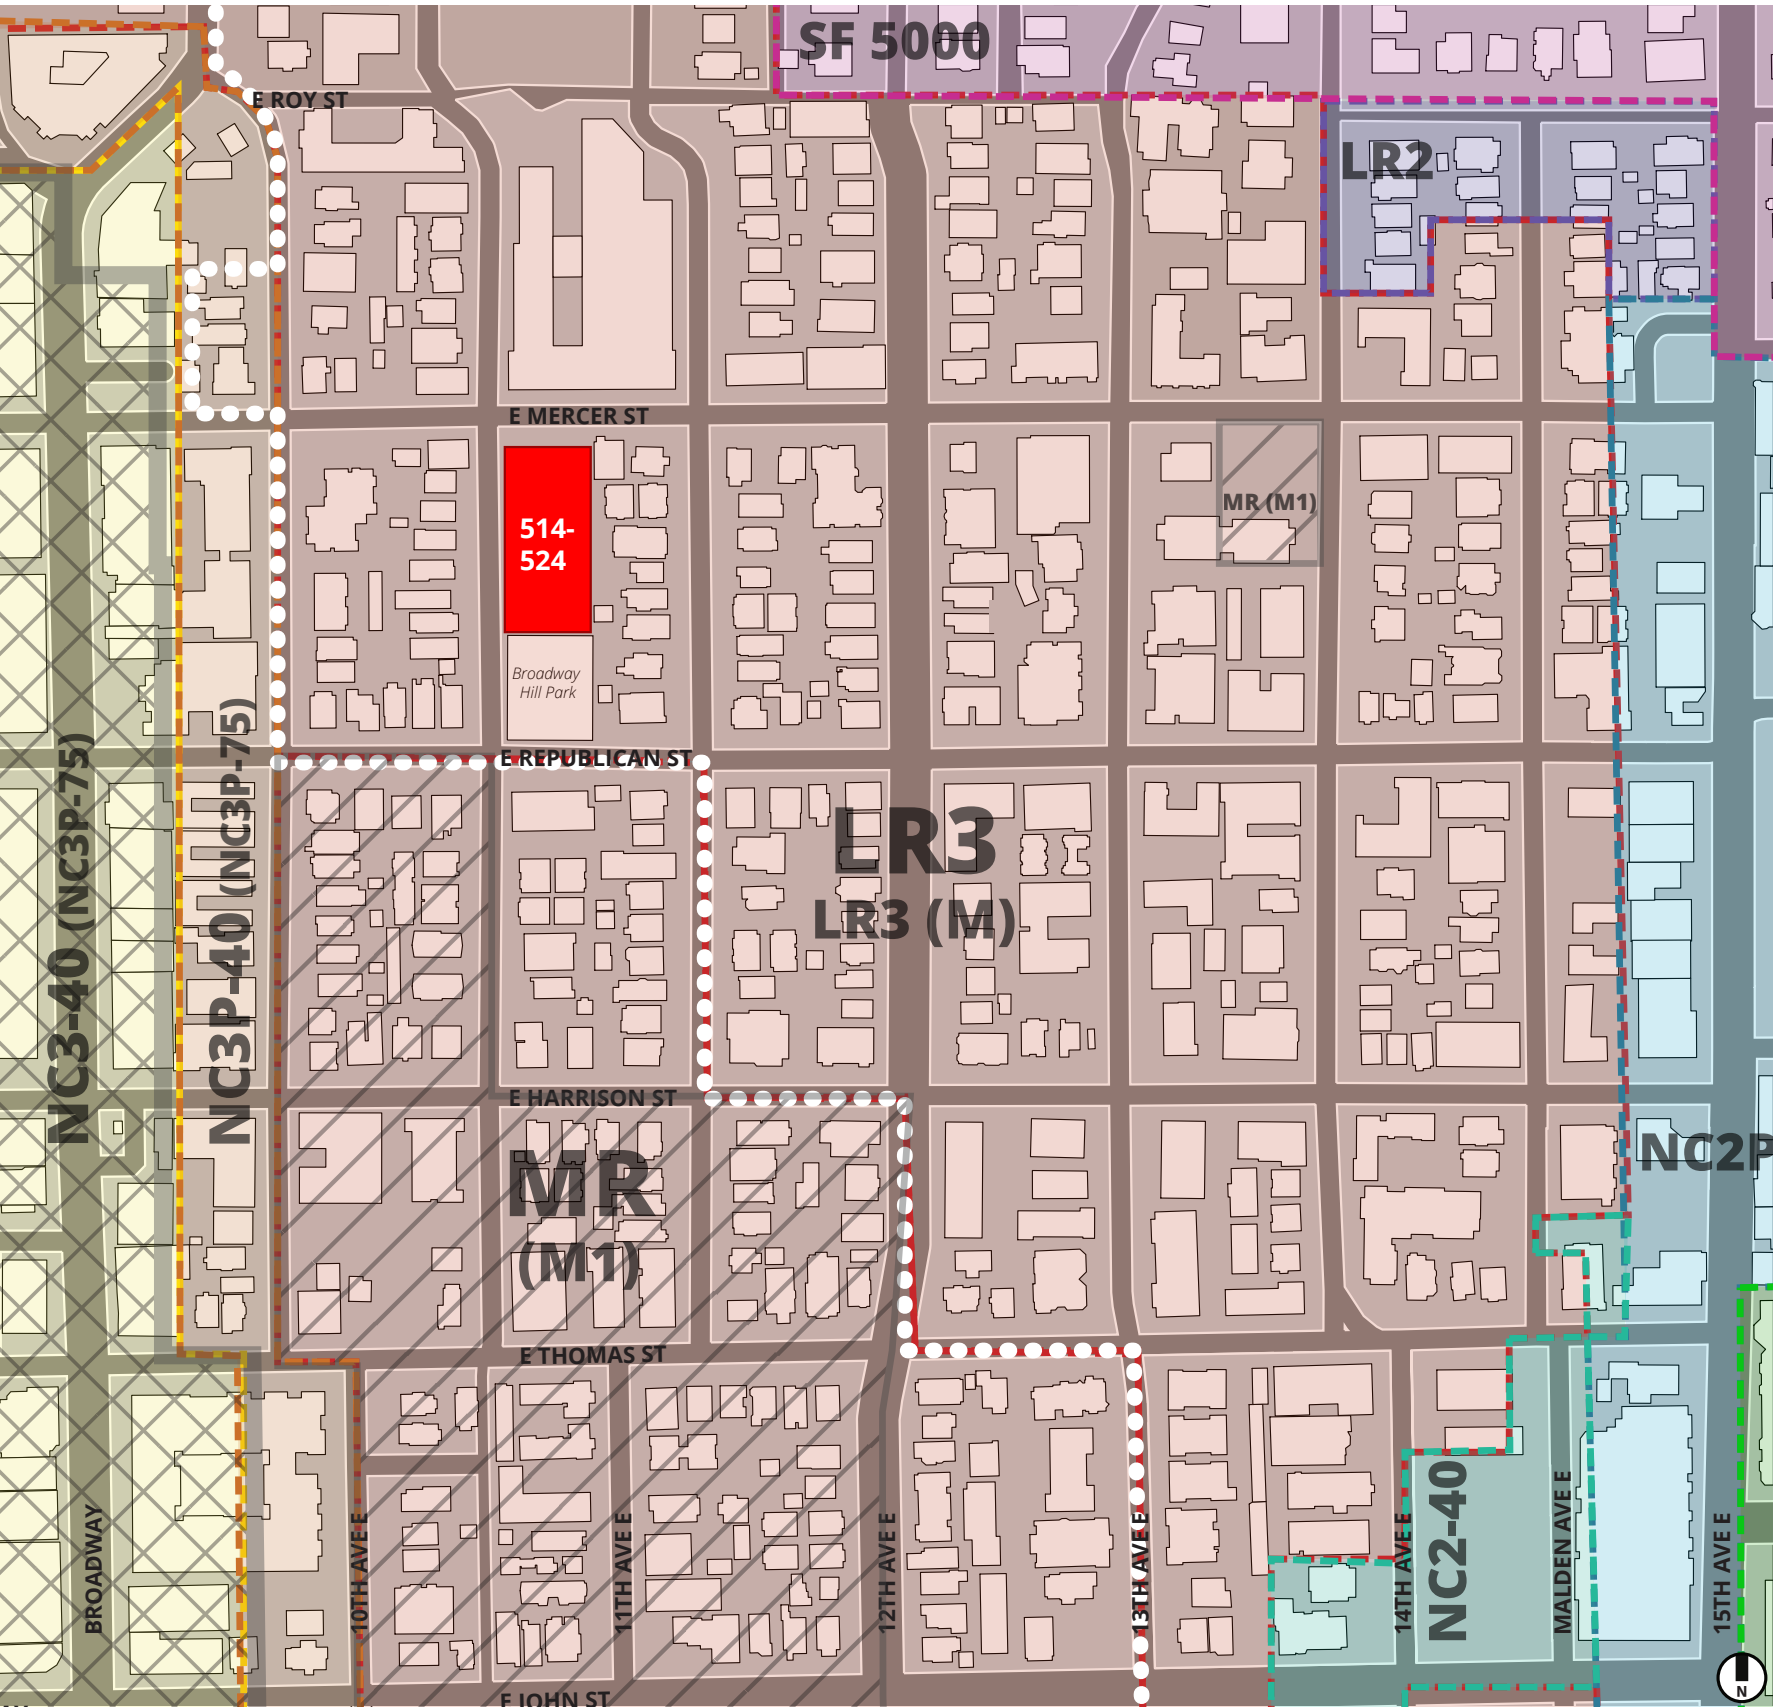 SF 5000
E ROY ST
LR2
E MERCER ST
MR (M1)
514-
524
Broadway
Hill Park
E REPUBLICAN ST
NC3-40 (NC3P-75)
NC3P-40 (NC3P-75)
LR3
LR3 (M)
E HARRISON ST
MR
(M1)
NC2P
E THOMAS ST
NC2-40
BROADWAY
10TH AVE E
11TH AVE E
12TH AVE E
13TH AVE E
14TH AVE E
MALDEN AVE E
15TH AVE E
N
E JOHN ST